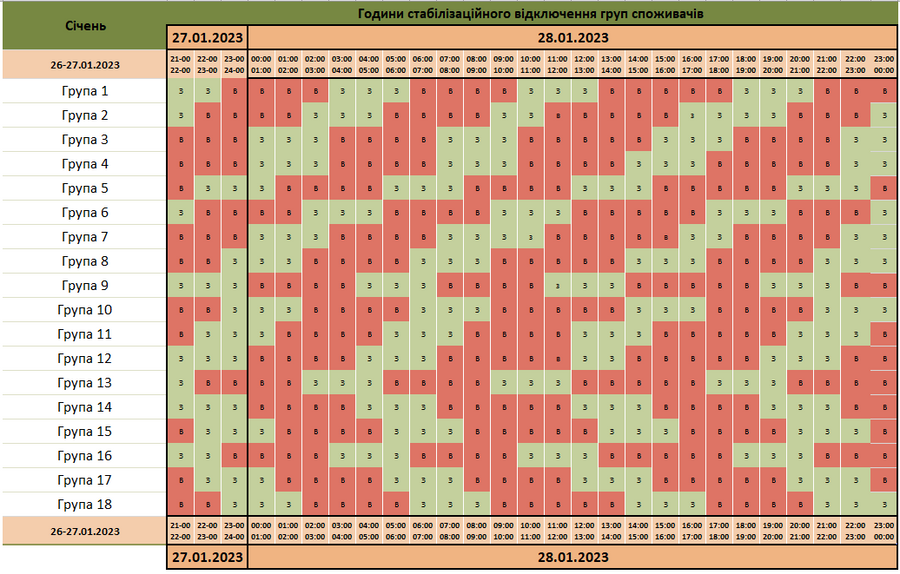 Січень
Години стабілізаційного відключення груп споживачів
27.01.2023 28.01.2023
26-27.01.2023
21-00 22-00 23-00 00:00 01:00 02:00 03:00 04:00 05:00 06:00 07:00 08:00 09:00 10:00 11:00 12:00 13:00 14:00 15:00 16:00 17:00 18:00 19:00 20:00 21:00 22:00 23:00
22-00 23-00 24-00 01:00 02:00 03:00 04:00 05:00 06:00 07:00 08:00 09:00 10:00 11:00 12:00 13:00 14:00 15:00 16:00 17:00 18:00 19:00 20:00 21:00 22:00 23:00 00:00
Група 1 З З В В В В З З З В В В В З З З В В В В В З З З В В В
Група 2 З В В В В З З З В В В В З З В В В В В З З З З В В В З
Група 3 В В В З З З В В В В З З З В В В В В З З З В В В В З З
Група 4 В В В З З З В В В В З З З В В В В З З З В В В В В З З
Група 5 В З З З В В В В З З З В В В В З З З В В В В В З З З В
Група 6 З В В В В З З З В В В В З З З В В В В В З З З В В В З
Група 7 В В В З З З В В В В З З З З В В В В В З З В В В В З З
Група 8 В В З З З В В В В З З З В В В В В З З З В В В В З З З
Група 9 З З З В В В В З З З В В В В З З З В В В В В З З З В В
Група 10 В В З З З В В В В З З З В В В В В З З З В В В В З З З
Група 11 В З З З В В В В З З З В В В В З З З В В В В В З З З В
Група 12 З З З В В В В З З З В В В В В З З В В В В В З З З В В
Група 13 З В В В В З З З В В В В З З З В В В В В З З З В В В З
Група 14 З З З В В В В З З З В В В В В З З З В В В В З З З В В
Група 15 В З З З В В В В З З З В В В В В З З З В В В В З З З В
Група 16 З З В В В В З З З В В В В З З З В В В В В З З З В В В
Група 17 В З З З В В В В З З З В В В В З З З В В В В В З З З В
Група 18 В В З З З В В В В З З З В В В В В З З З В В В В З З З
26-27.01.2023
21-00 22-00 23-00 00:00 01:00 02:00 03:00 04:00 05:00 06:00 07:00 08:00 09:00 10:00 11:00 12:00 13:00 14:00 15:00 16:00 17:00 18:00 19:00 20:00 21:00 22:00 23:00
22-00 23-00 24-00 01:00 02:00 03:00 04:00 05:00 06:00 07:00 08:00 09:00 10:00 11:00 12:00 13:00 14:00 15:00 16:00 17:00 18:00 19:00 20:00 21:00 22:00 23:00 00:00
27.01.2023 28.01.2023